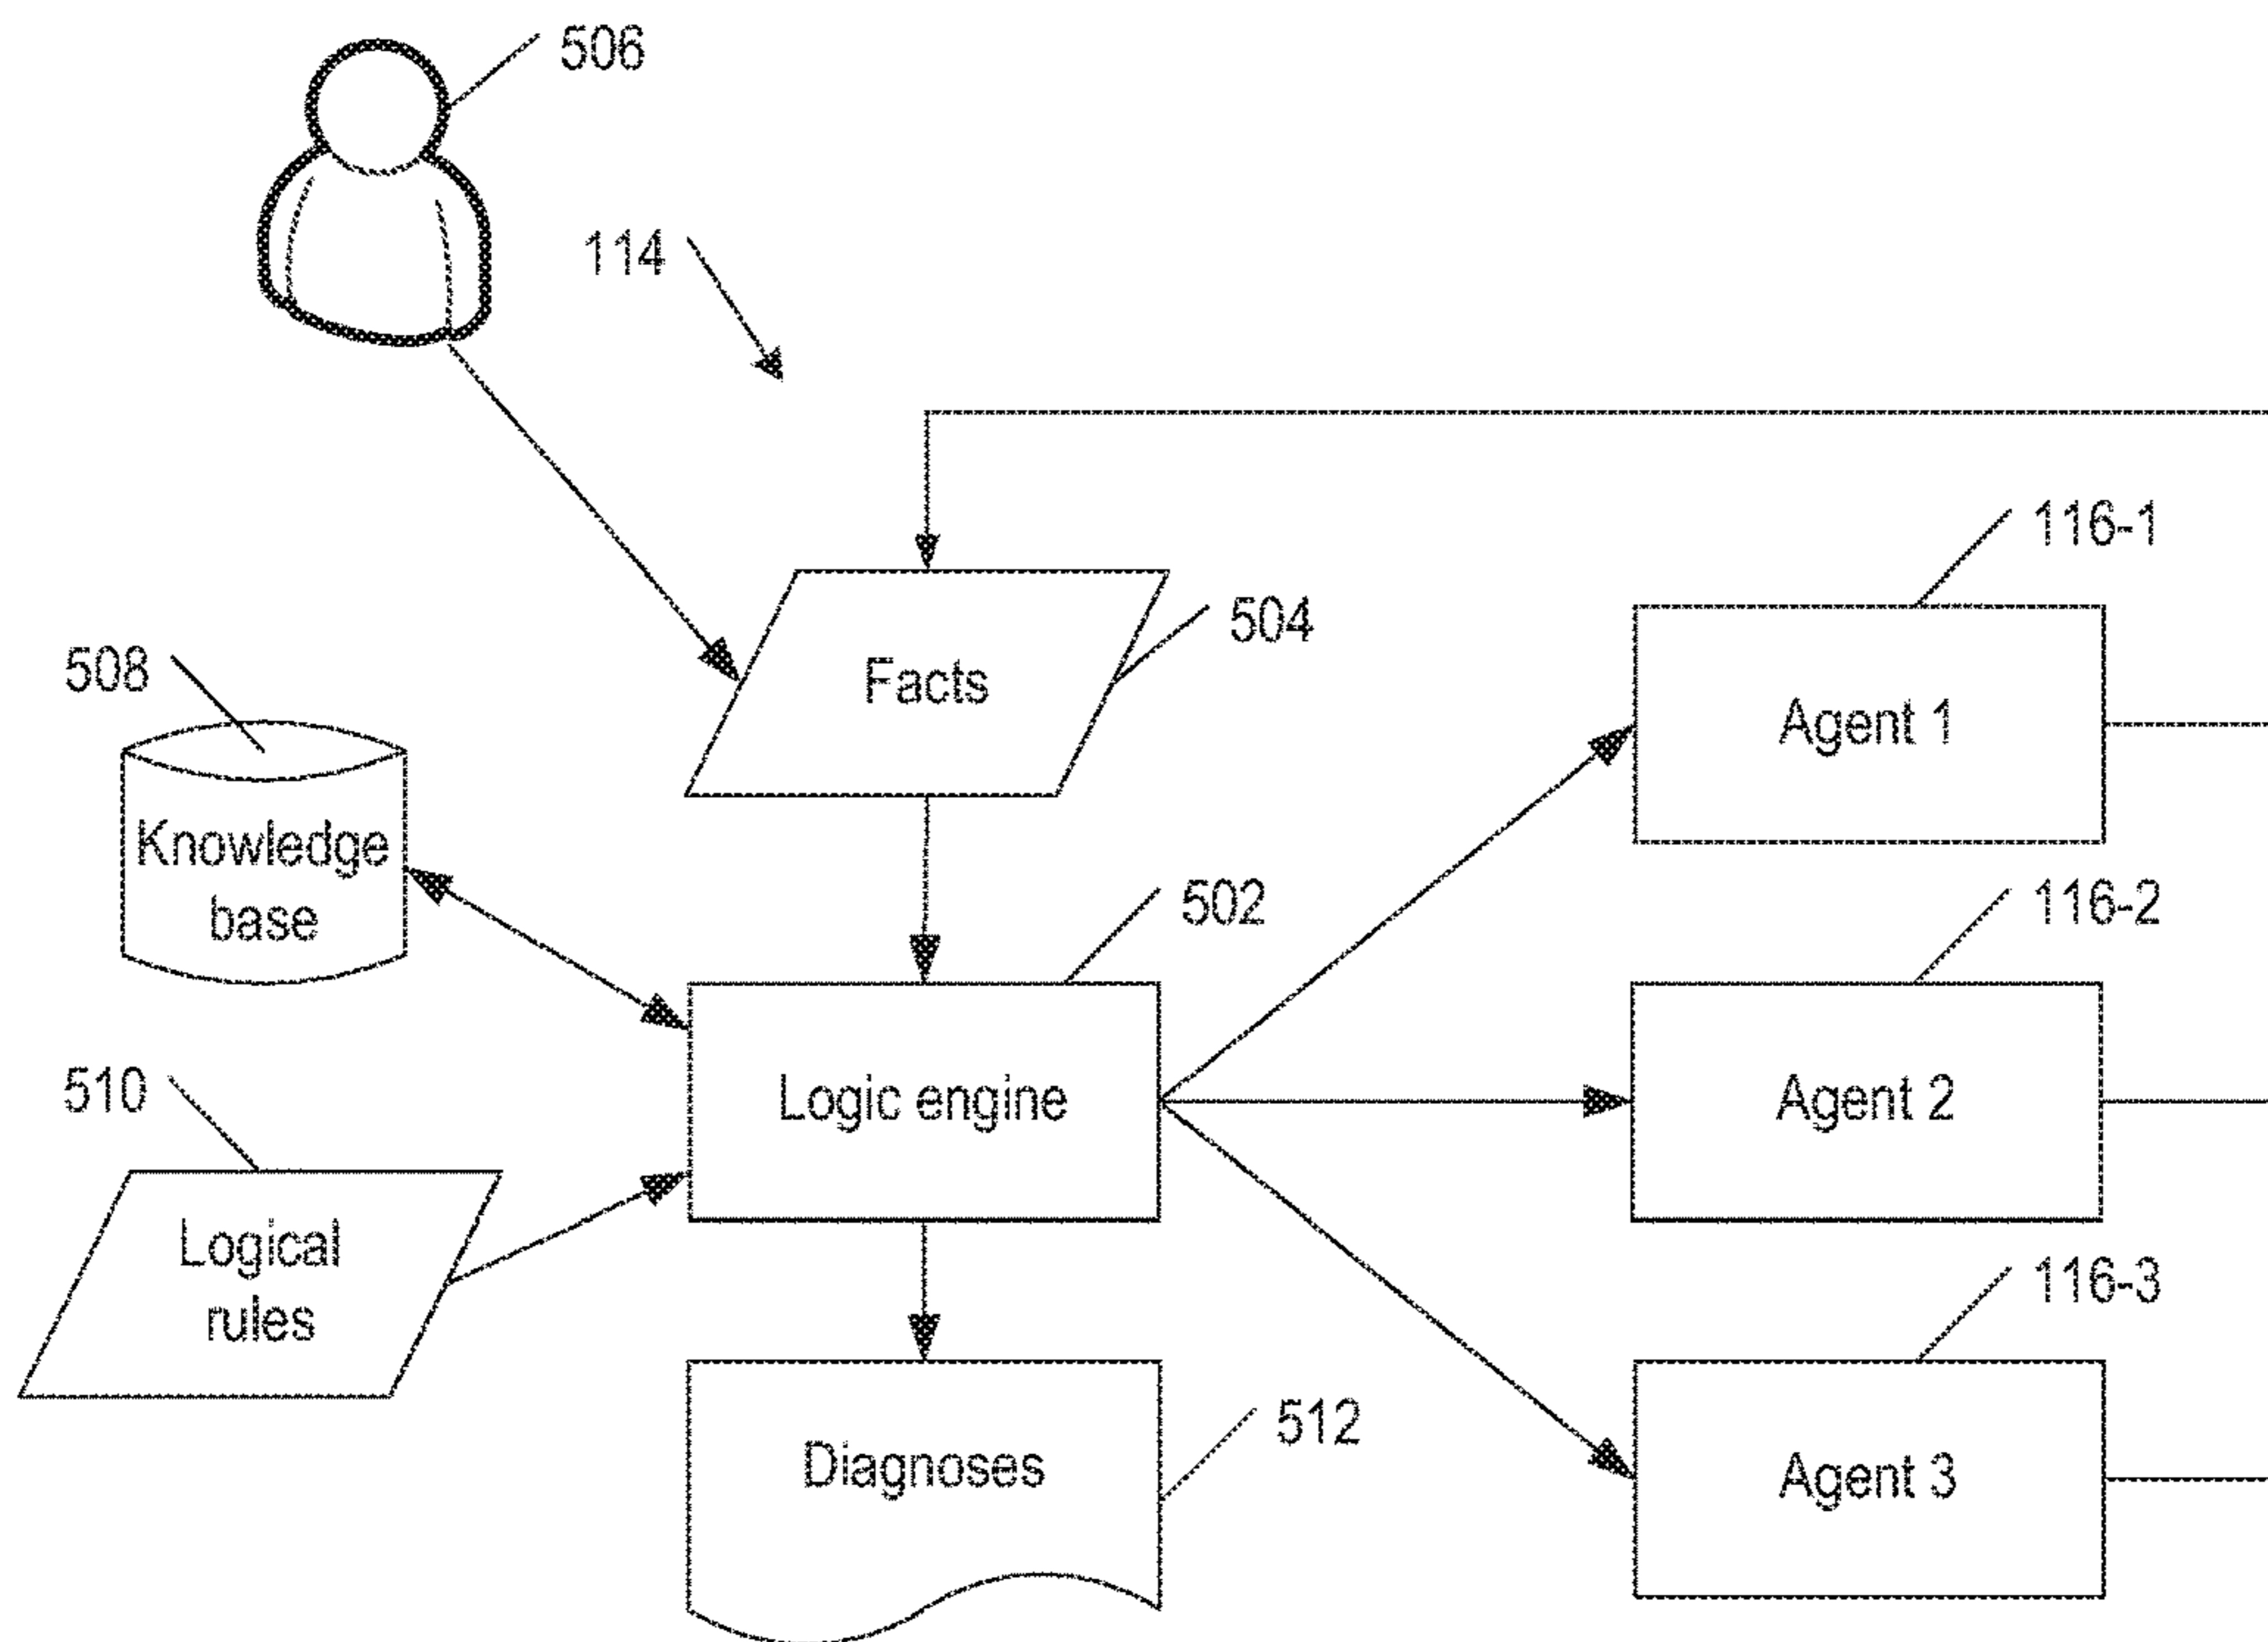 506
114
116-1
504
Facts
508
Agent 1
Knowledge
base
502
116-2
510
Logic engine
Agent 2
Logical
rules
116-3
512
Diagnoses
Agent 3